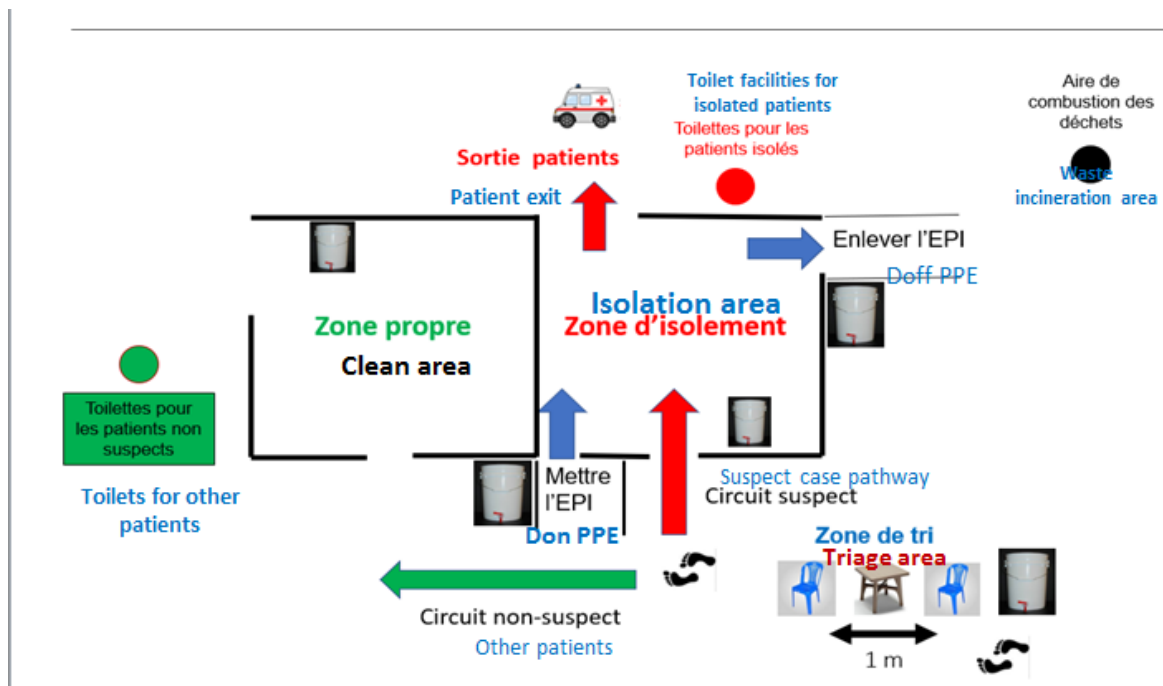 Toilet facilities for
isolated patients
Toilettes pour les
patients isolés
Aire de
combustion des
déchets
Waste
incineration area
Sortie patients
Patient exit
Enlever l'EPI
Doff PPE
Isolation area
Zone d'isolement
Zone propre
Clean area
Toilettes pour
les patients non
suspects
Toilets for other
patients
Mettre
l'EPI
Don PPE
Suspect case pathway
Circuit suspect
Zone de tri
Triage area
1 m
Circuit non-suspect
Other patients